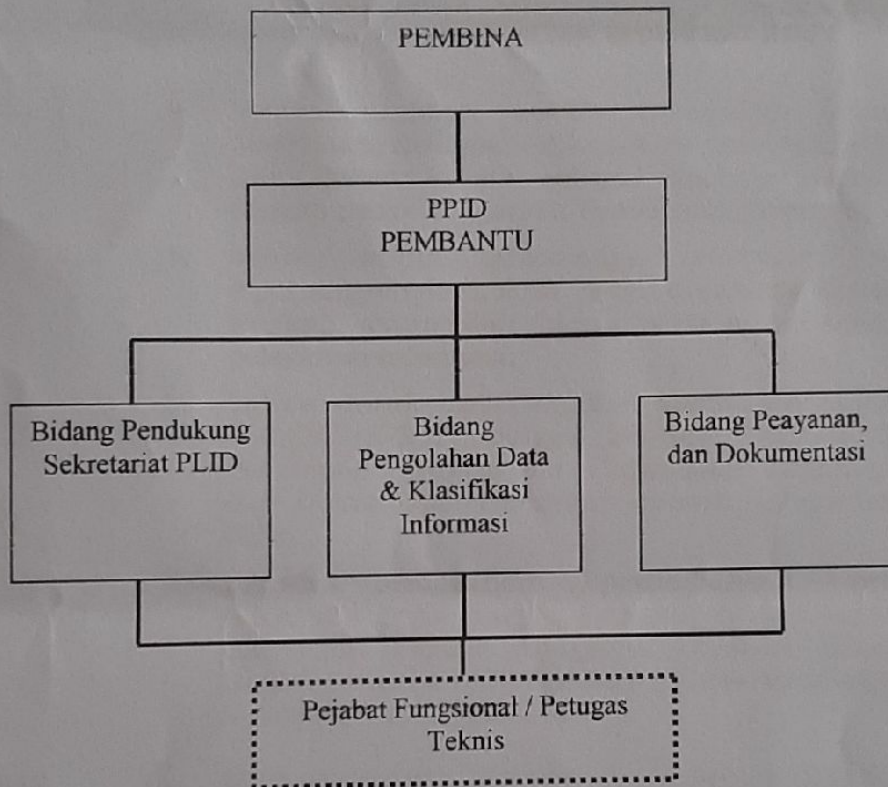 PEMBINA
PPID
PEMBANTU
Bidang Pendukung
Sekretariat PLID
Bidang
Pengolahan Data
& Klasifikasi
Informasi
Bidang Peayanan,
dan Dokumentasi
Pejabat Fungsional / Petugas
Teknis